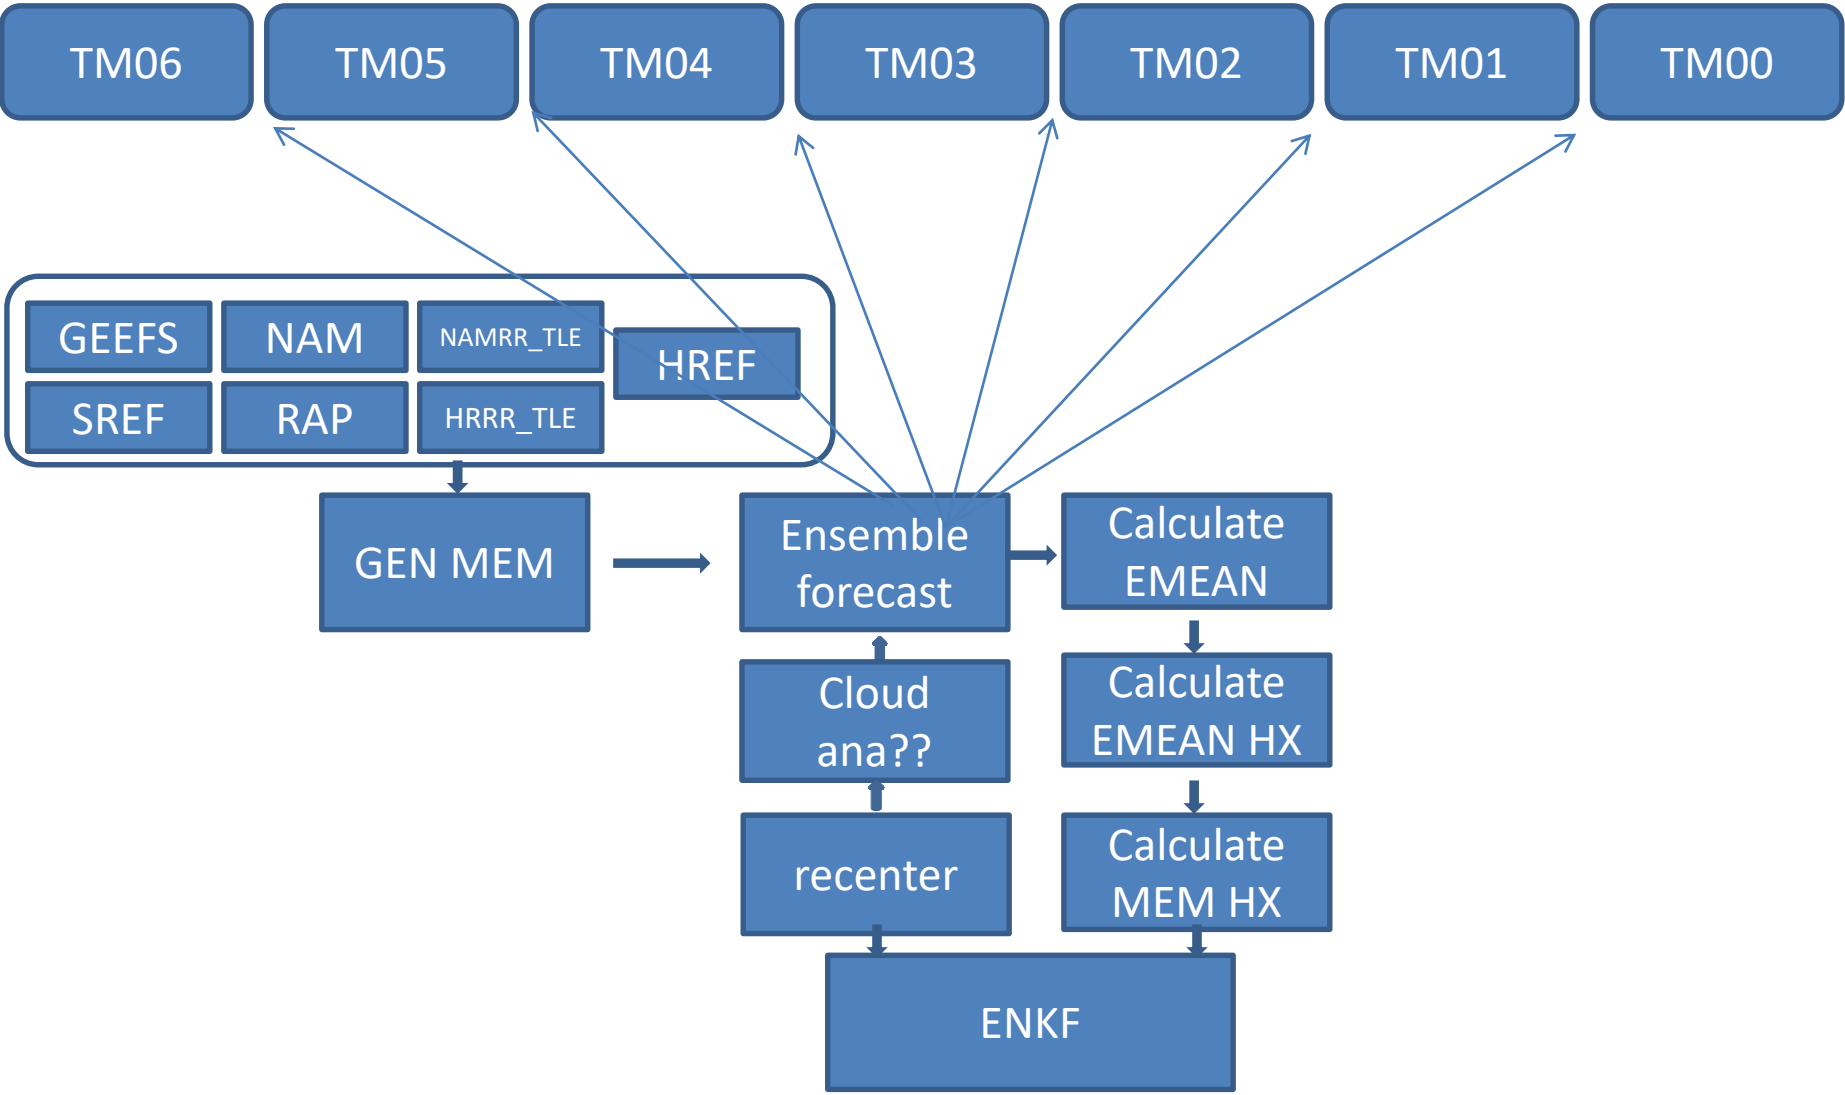 TM06
TM05
TM04
TM03
TM02
TM01
TM00
GEEFS
NAM
NAMRR_TLE
HREF
SREF
RAP
HRRR_TLE
GEN MEM
Ensemble
forecast
Calculate
EMEAN
Cloud
ana??
Calculate
EMEAN HX
recenter
Calculate
MEM HX
ENKF